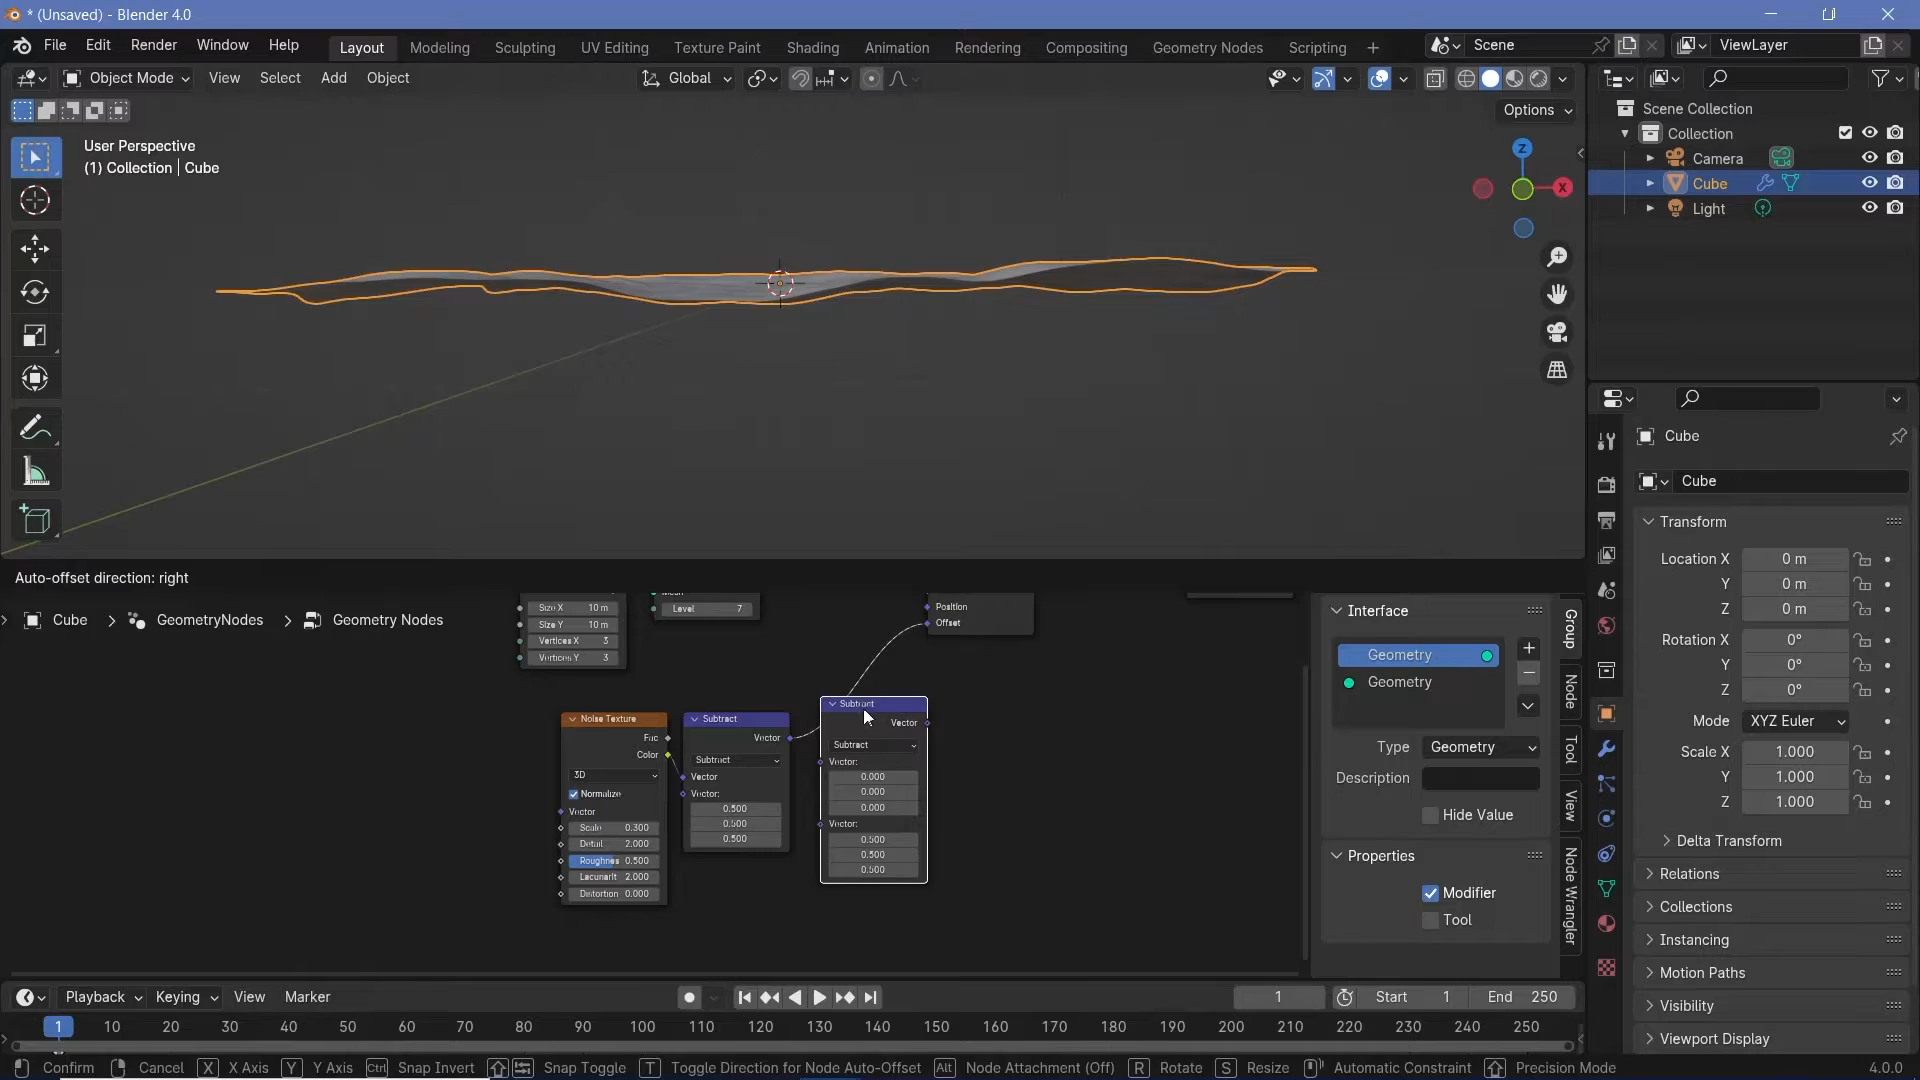 * (Unsaved) - Blender 4.0
File Edit Render Window Help Layout Modeling Sculpting UV Editing Texture Paint Shading Animation Rendering Compositing Geometry Nodes Scripting + Scene ViewLayer
Object Mode View Select Add Object Global
Options
User Perspective
(1) Collection | Cube
Z
X
Scene Collection
Collection
Camera
Cube
Light
Auto-offset direction: right
Cube > GeometryNodes > Geometry Nodes
Size X 10 m
Size Y 10 m
Vertices X 3
Vertices Y 3
Level 7
Position
Offset
Noise Texture
Fac
Color
3D
Normalize
Vector
Scale 0.300
Detail 2.000
Roughnes 0.500
Lacunarit 2.000
Distortion 0.000
Subtract
Vector
Subtract
Vector
Vector:
0.500
0.500
0.500
Subtract
Vector
Subtract
Vector:
0.000
0.000
0.000
Vector:
0.500
0.500
0.500
Interface
Geometry
Geometry
Type Geometry
Description
Hide Value
Properties
Modifier
Tool
Group
Node
Tool
View
Node Wrangler
Cube
Cube
Transform
Location X 0 m
Y 0 m
Z 0 m
Rotation X 0°
Y 0°
Z 0°
Mode XYZ Euler
Scale X 1.000
Y 1.000
Z 1.000
Delta Transform
Relations
Collections
Instancing
Motion Paths
Visibility
Viewport Display
Playback Keying View Marker 1 Start 1 End 250
1 10 20 30 40 50 60 70 80 90 100 110 120 130 140 150 160 170 180 190 200 210 220 230 240 250
Confirm Cancel X X Axis Y Y Axis Ctrl Snap Invert Snap Toggle T Toggle Direction for Node Auto-Offset Alt Node Attachment (Off) R Rotate S Resize Automatic Constraint Precision Mode 4.0.0